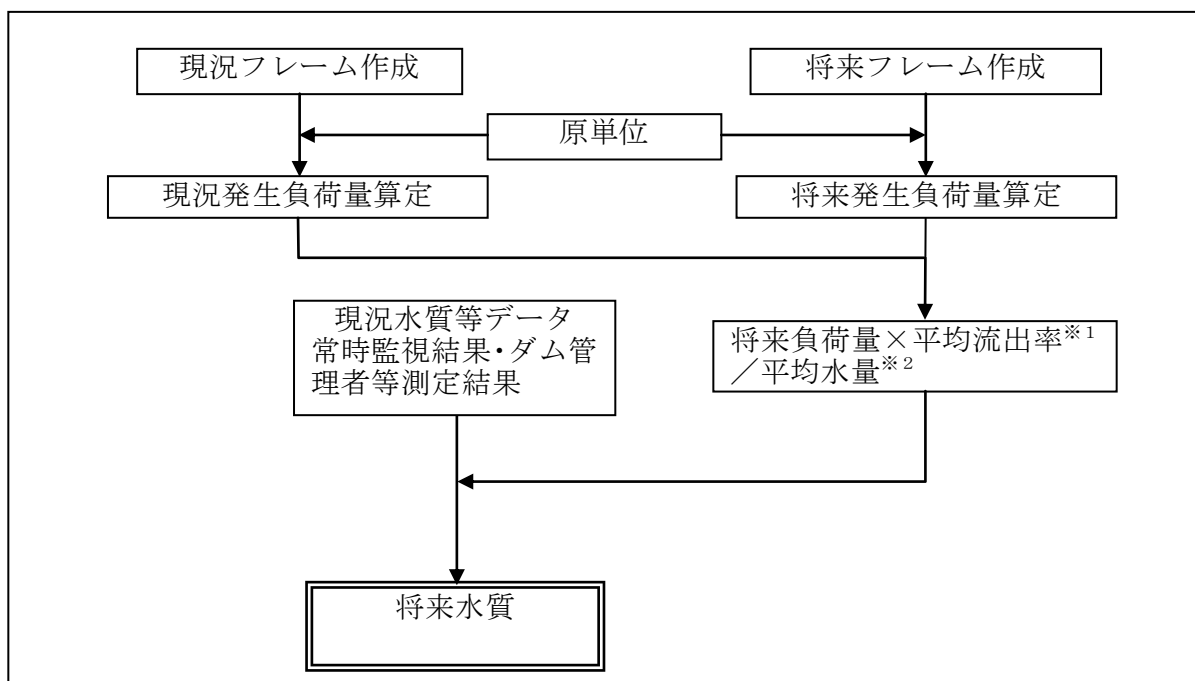 現況フレーム作成
将来フレーム作成
原単位
現況発生負荷量算定
将来発生負荷量算定
現況水質等データ
常時監視結果・ダム管
理者等測定結果
将来負荷量×平均流出率※1
／平均水量※2
将来水質